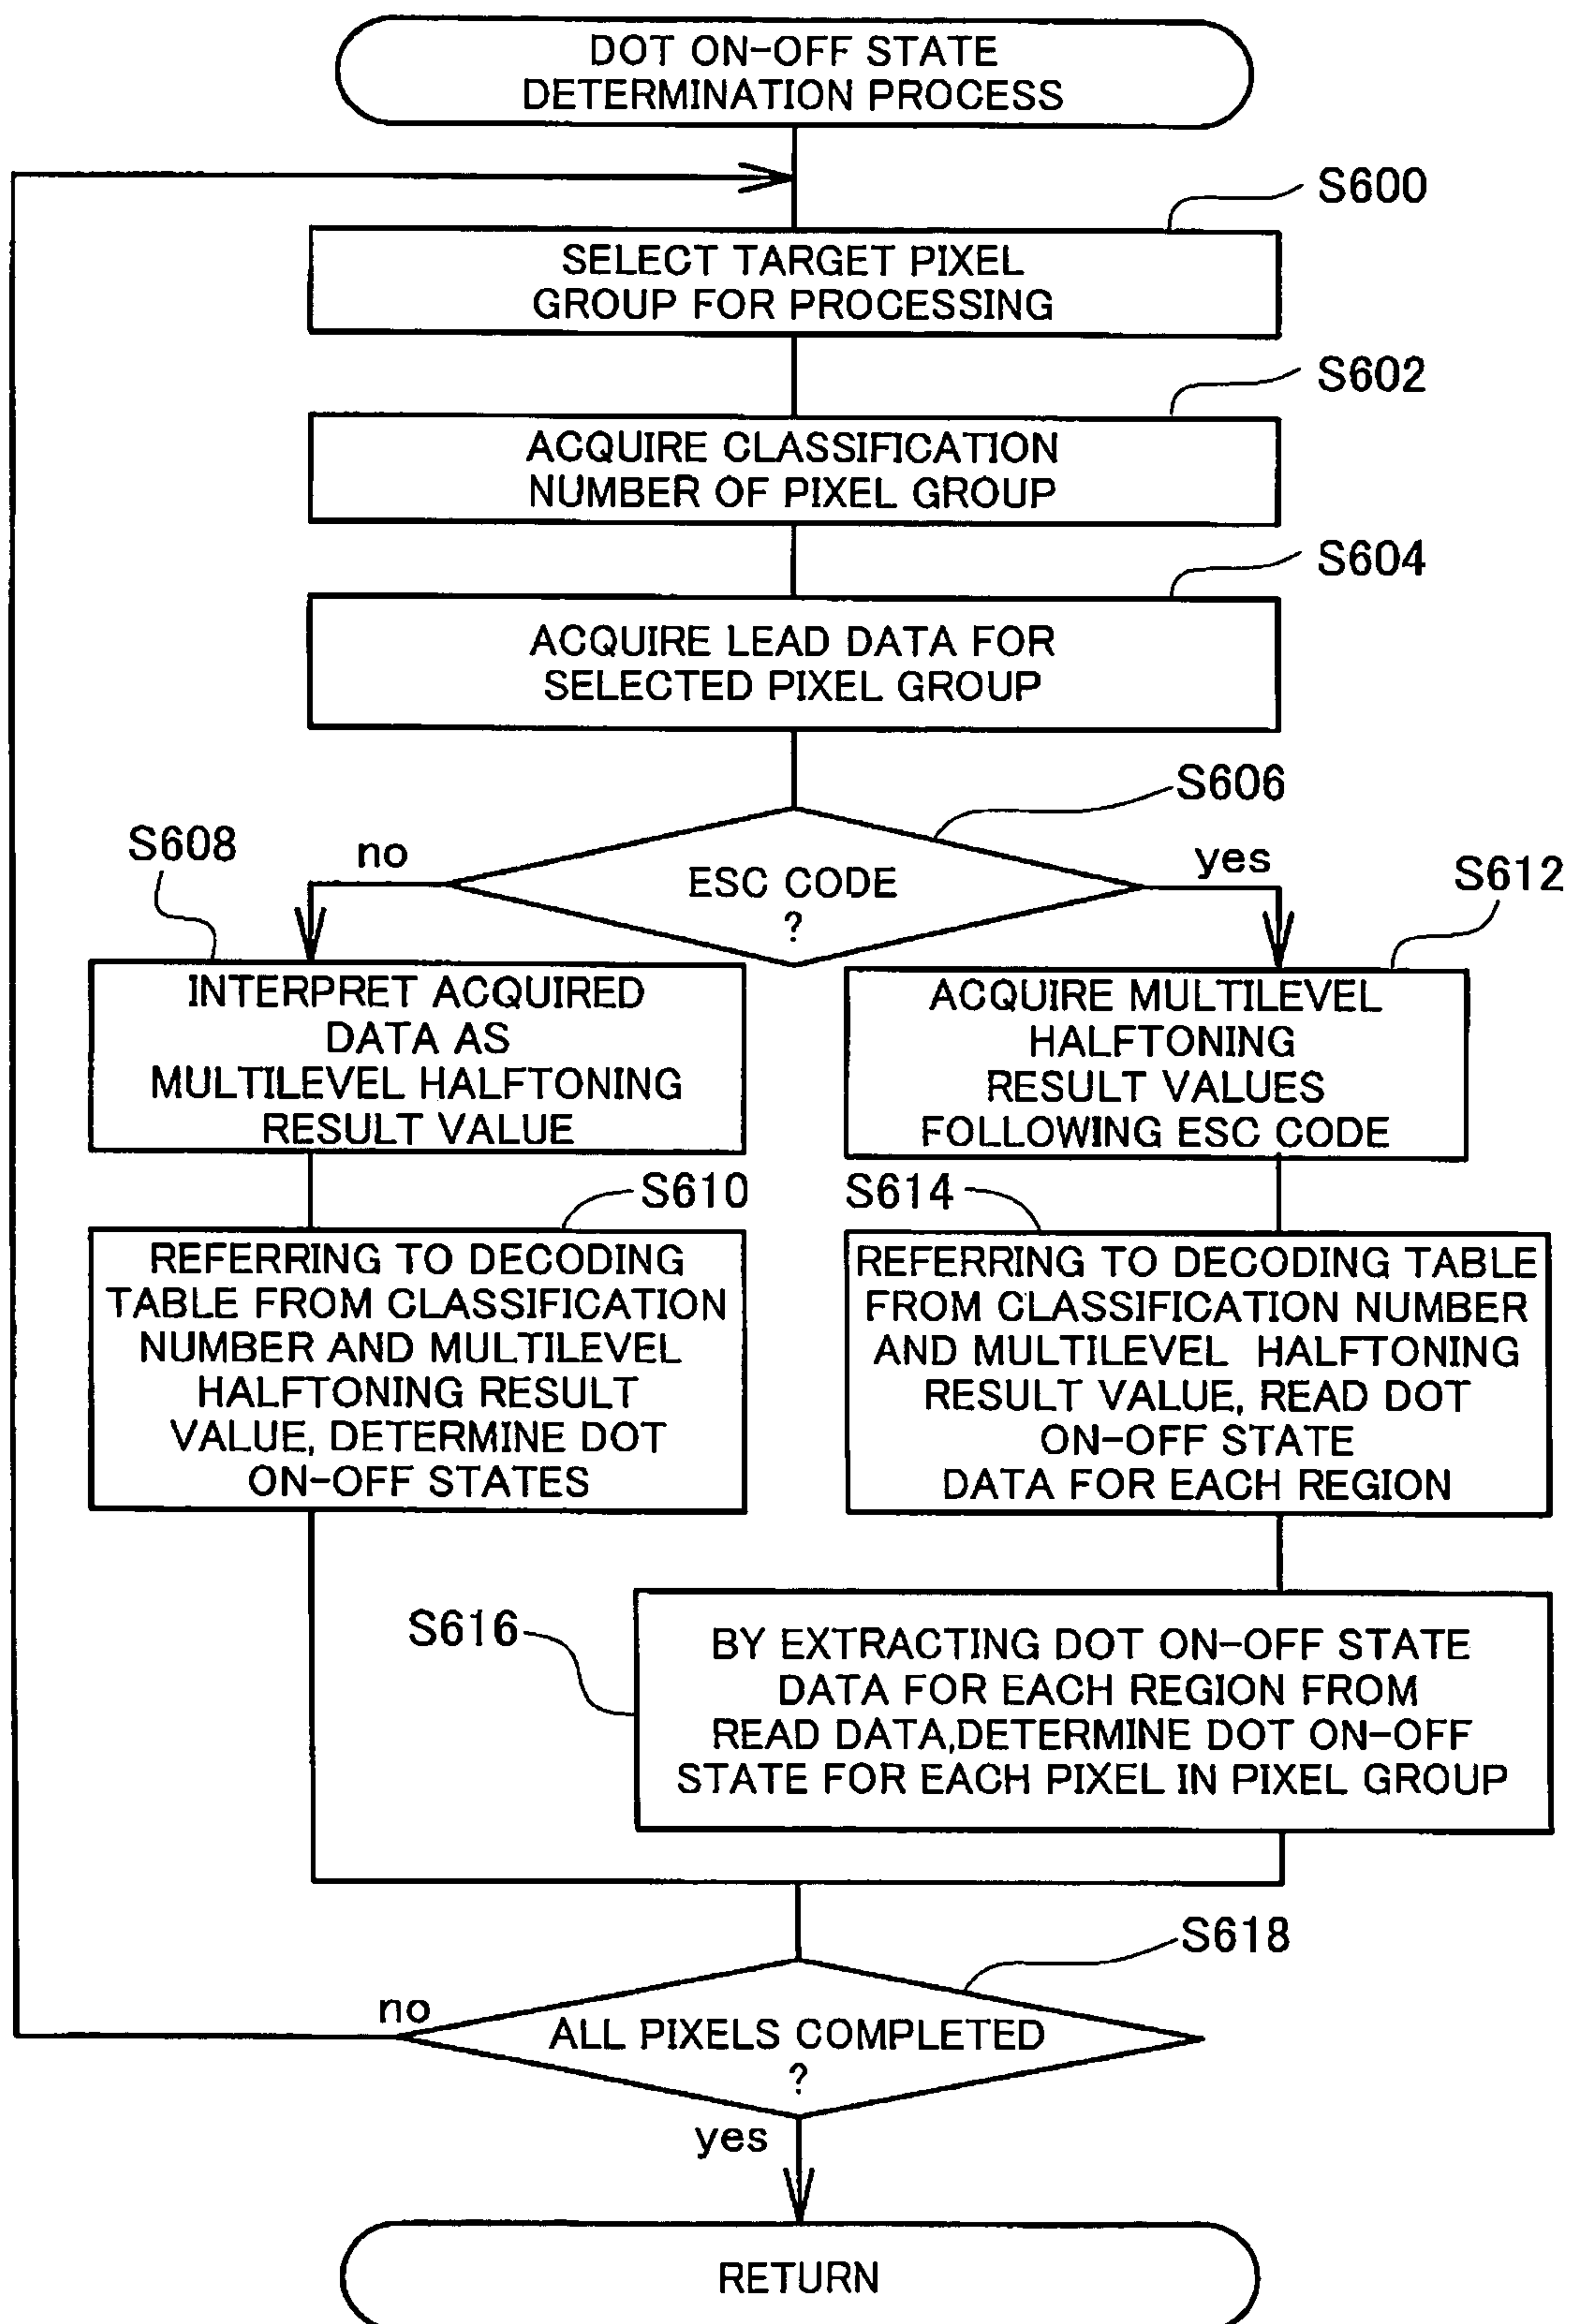 DOT ON-OFF STATE
DETERMINATION PROCESS
S600
SELECT TARGET PIXEL
GROUP FOR PROCESSING
S602
ACQUIRE CLASSIFICATION
NUMBER OF PIXEL GROUP
S604
ACQUIRE LEAD DATA FOR
SELECTED PIXEL GROUP
S606
ESC CODE
?
no
yes
S608
INTERPRET ACQUIRED
DATA AS
MULTILEVEL HALFTONING
RESULT VALUE
S610
REFERRING TO DECODING
TABLE FROM CLASSIFICATION
NUMBER AND MULTILEVEL
HALFTONING RESULT
VALUE, DETERMINE DOT
ON-OFF STATES
S612
ACQUIRE MULTILEVEL
HALFTONING
RESULT VALUES
FOLLOWING ESC CODE
S614
REFERRING TO DECODING TABLE
FROM CLASSIFICATION NUMBER
AND MULTILEVEL HALFTONING
RESULT VALUE, READ DOT
ON-OFF STATE
DATA FOR EACH REGION
S616
BY EXTRACTING DOT ON-OFF STATE
DATA FOR EACH REGION FROM
READ DATA,DETERMINE DOT ON-OFF
STATE FOR EACH PIXEL IN PIXEL GROUP
S618
no
ALL PIXELS COMPLETED
?
yes
RETURN